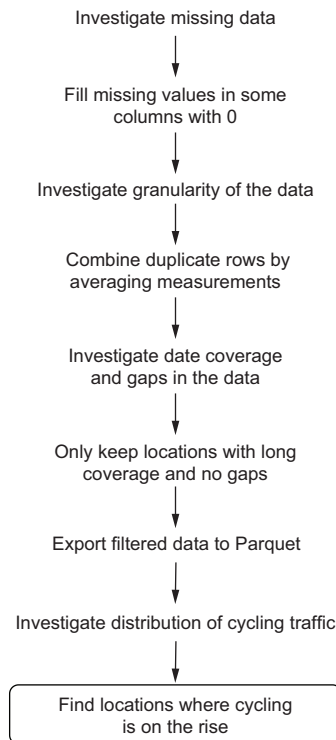 Investigate missing data
Fill missing values in some
columns with 0
Investigate granularity of the data
Combine duplicate rows by
averaging measurements
Investigate date coverage
and gaps in the data
Only keep locations with long
coverage and no gaps
Export filtered data to Parquet
Investigate distribution of cycling traffic
Find locations where cycling
is on the rise